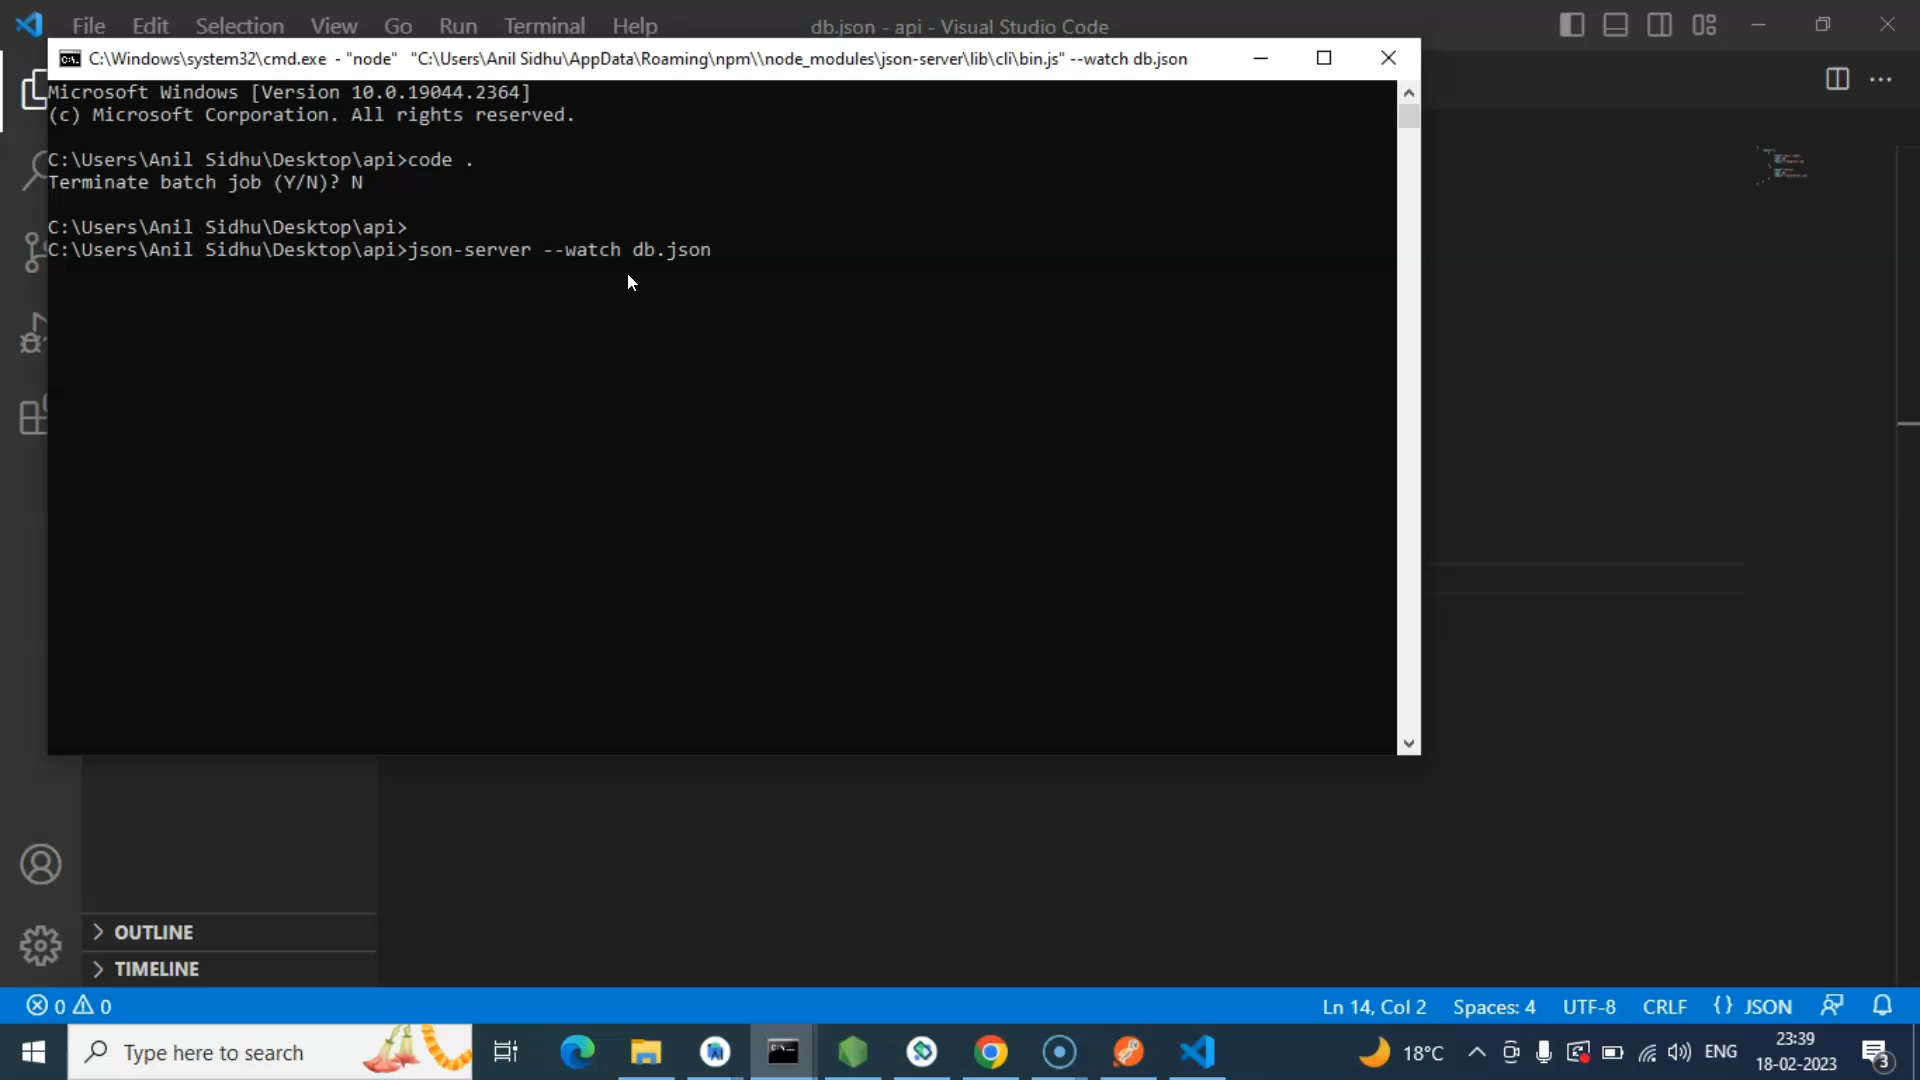 File Edit Selection View Go Run Terminal Help
db.json - api - Visual Studio Code
C:\Windows\system32\cmd.exe - "node" "C:\Users\Anil Sidhu\AppData\Roaming\npm\\node_modules\json-server\lib\cli\bin.js" --watch db.json
Microsoft Windows [Version 10.0.19044.2364]
(c) Microsoft Corporation. All rights reserved.
C:\Users\Anil Sidhu\Desktop\api>code .
Terminate batch job (Y/N)? N
C:\Users\Anil Sidhu\Desktop\api>
C:\Users\Anil Sidhu\Desktop\api>json-server --watch db.json
OUTLINE
TIMELINE
0 0
Ln 14, Col 2 Spaces: 4 UTF-8 CRLF {} JSON
Type here to search
18°C
ENG
23:39
18-02-2023
3